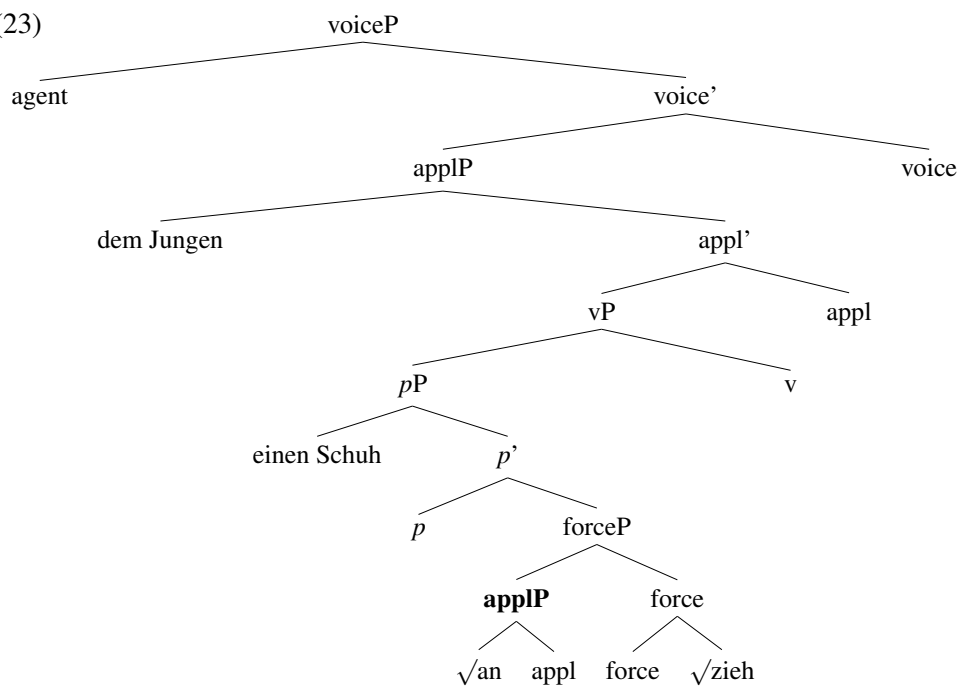 (23)
voiceP
agent voice’
applP voice
dem Jungen appl’
vP appl
pP v
einen Schuh p’
p forceP
applP force
√an appl force √zieh